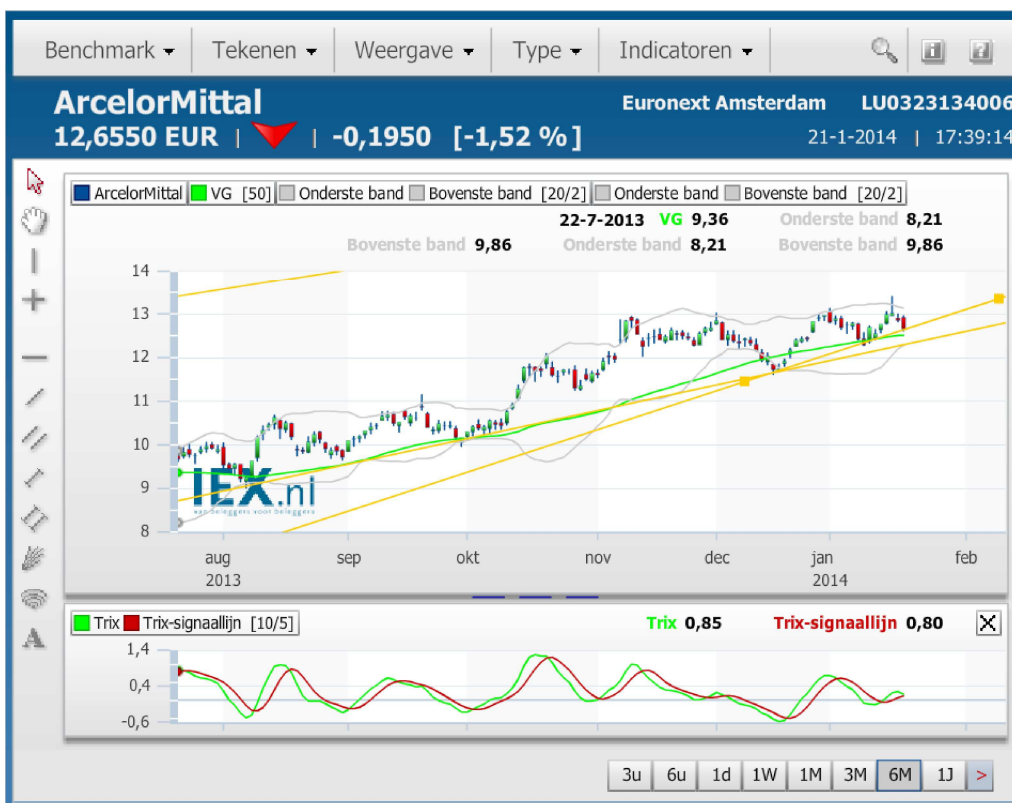 Benchmark Tekenen Weergave Type Indicatoren
ArcelorMittal Euronext Amsterdam LU0323134006
12,6550 EUR | | -0,1950 [-1,52 %] 21-1-2014 | 17:39:14
ArcelorMittal VG [50] Onderste band Bovenste band [20/2] Onderste band Bovenste band [20/2]
22-7-2013 VG 9,36 Onderste band 8,21
Bovenste band 9,86 Onderste band 8,21 Bovenste band 9,86
14
13
12
11
10
9
8
IEX.nl
van beleggers voor beleggers
aug sep okt nov dec jan feb
2013 2014
Trix Trix-signaallijn [10/5] Trix 0,85 Trix-signaallijn 0,80 X
1,4
0,4
-0,6
A
3u 6u 1d 1W 1M 3M 6M 1J >